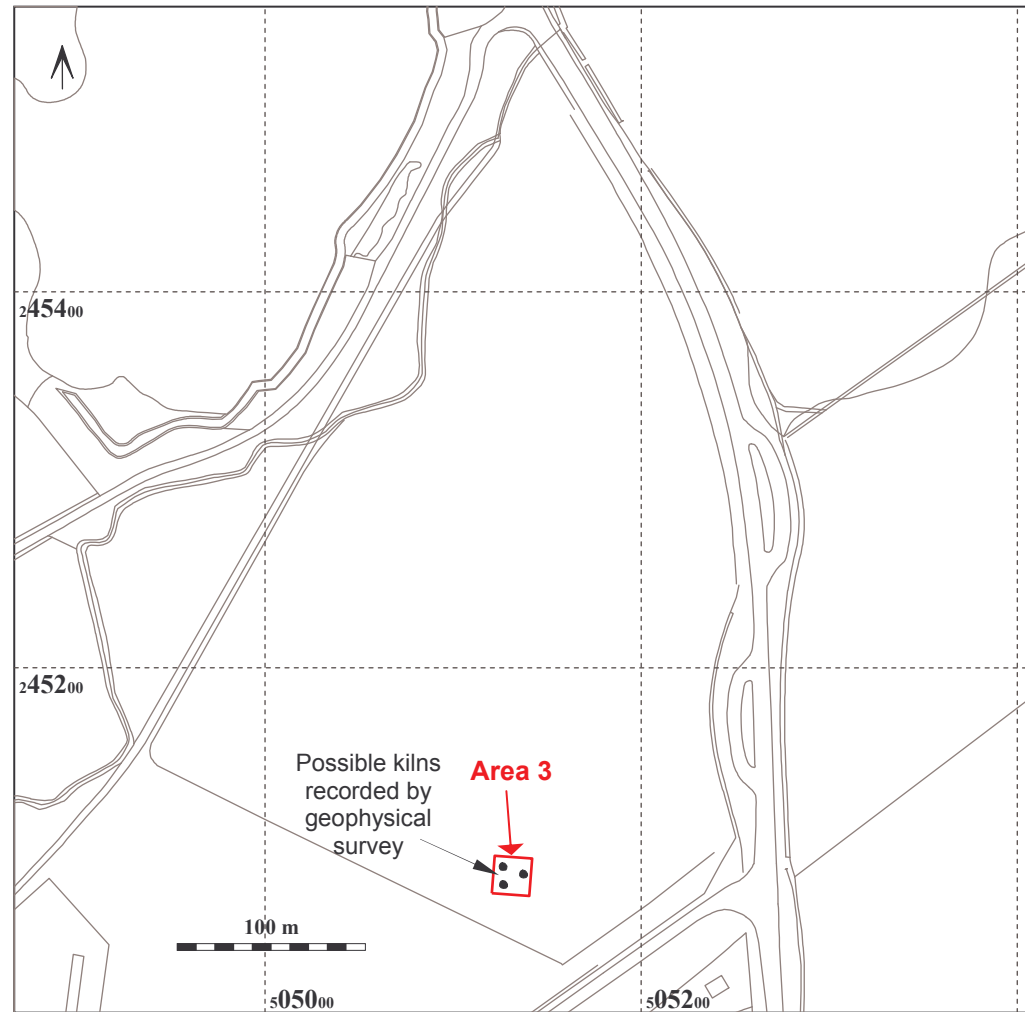 245400
245200
Possible kilns
recorded by
geophysical
survey
Area 3
100 m
505000
505200